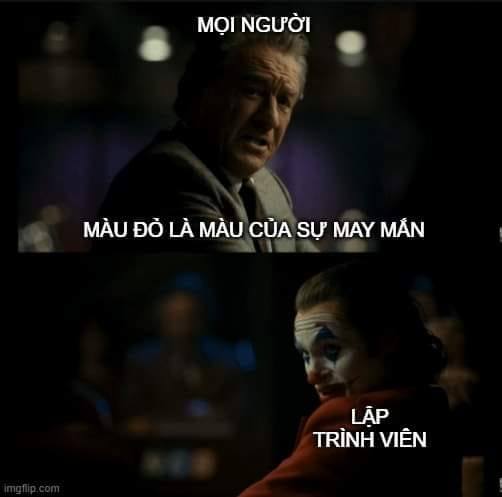 MỌI NGƯỜI
MÀU ĐỎ LÀ MÀU CỦA SỰ MAY MẮN
LẬP
TRÌNH VIÊN
imgflip.com